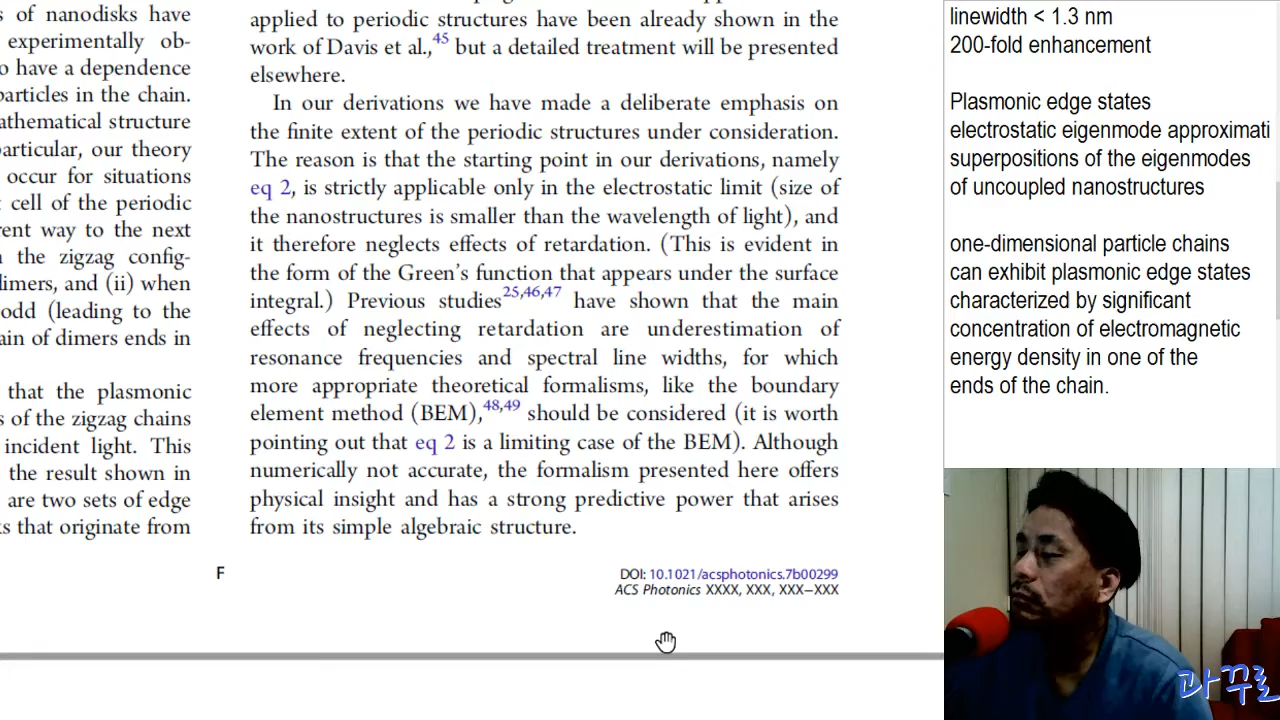 s of nanodisks have
experimentally ob-
o have a dependence
particles in the chain.
athematical structure
articular, our theory
occur for situations
cell of the periodic
rent way to the next
the zigzag config-
dimers, and (ii) when
odd (leading to the
ain of dimers ends in
that the plasmonic
s of the zigzag chains
incident light. This
the result shown in
are two sets of edge
ks that originate from
applied to periodic structures have been already shown in the
work of Davis et al.,45 but a detailed treatment will be presented
elsewhere.
In our derivations we have made a deliberate emphasis on
the finite extent of the periodic structures under consideration.
The reason is that the starting point in our derivations, namely
eq 2, is strictly applicable only in the electrostatic limit (size of
the nanostructures is smaller than the wavelength of light), and
it therefore neglects effects of retardation. (This is evident in
the form of the Green's function that appears under the surface
integral.) Previous studies25,46,47 have shown that the main
effects of neglecting retardation are underestimation of
resonance frequencies and spectral line widths, for which
more appropriate theoretical formalisms, like the boundary
element method (BEM),48,49 should be considered (it is worth
pointing out that eq 2 is a limiting case of the BEM). Although
numerically not accurate, the formalism presented here offers
physical insight and has a strong predictive power that arises
from its simple algebraic structure.
F
DOI: 10.1021/acsphotonics.7b00299
ACS Photonics XXXX, XXX, XXX−XXX
linewidth < 1.3 nm
200-fold enhancement
Plasmonic edge states
electrostatic eigenmode approximati
superpositions of the eigenmodes
of uncoupled nanostructures
one-dimensional particle chains
can exhibit plasmonic edge states
characterized by significant
concentration of electromagnetic
energy density in one of the
ends of the chain.
과꾸로